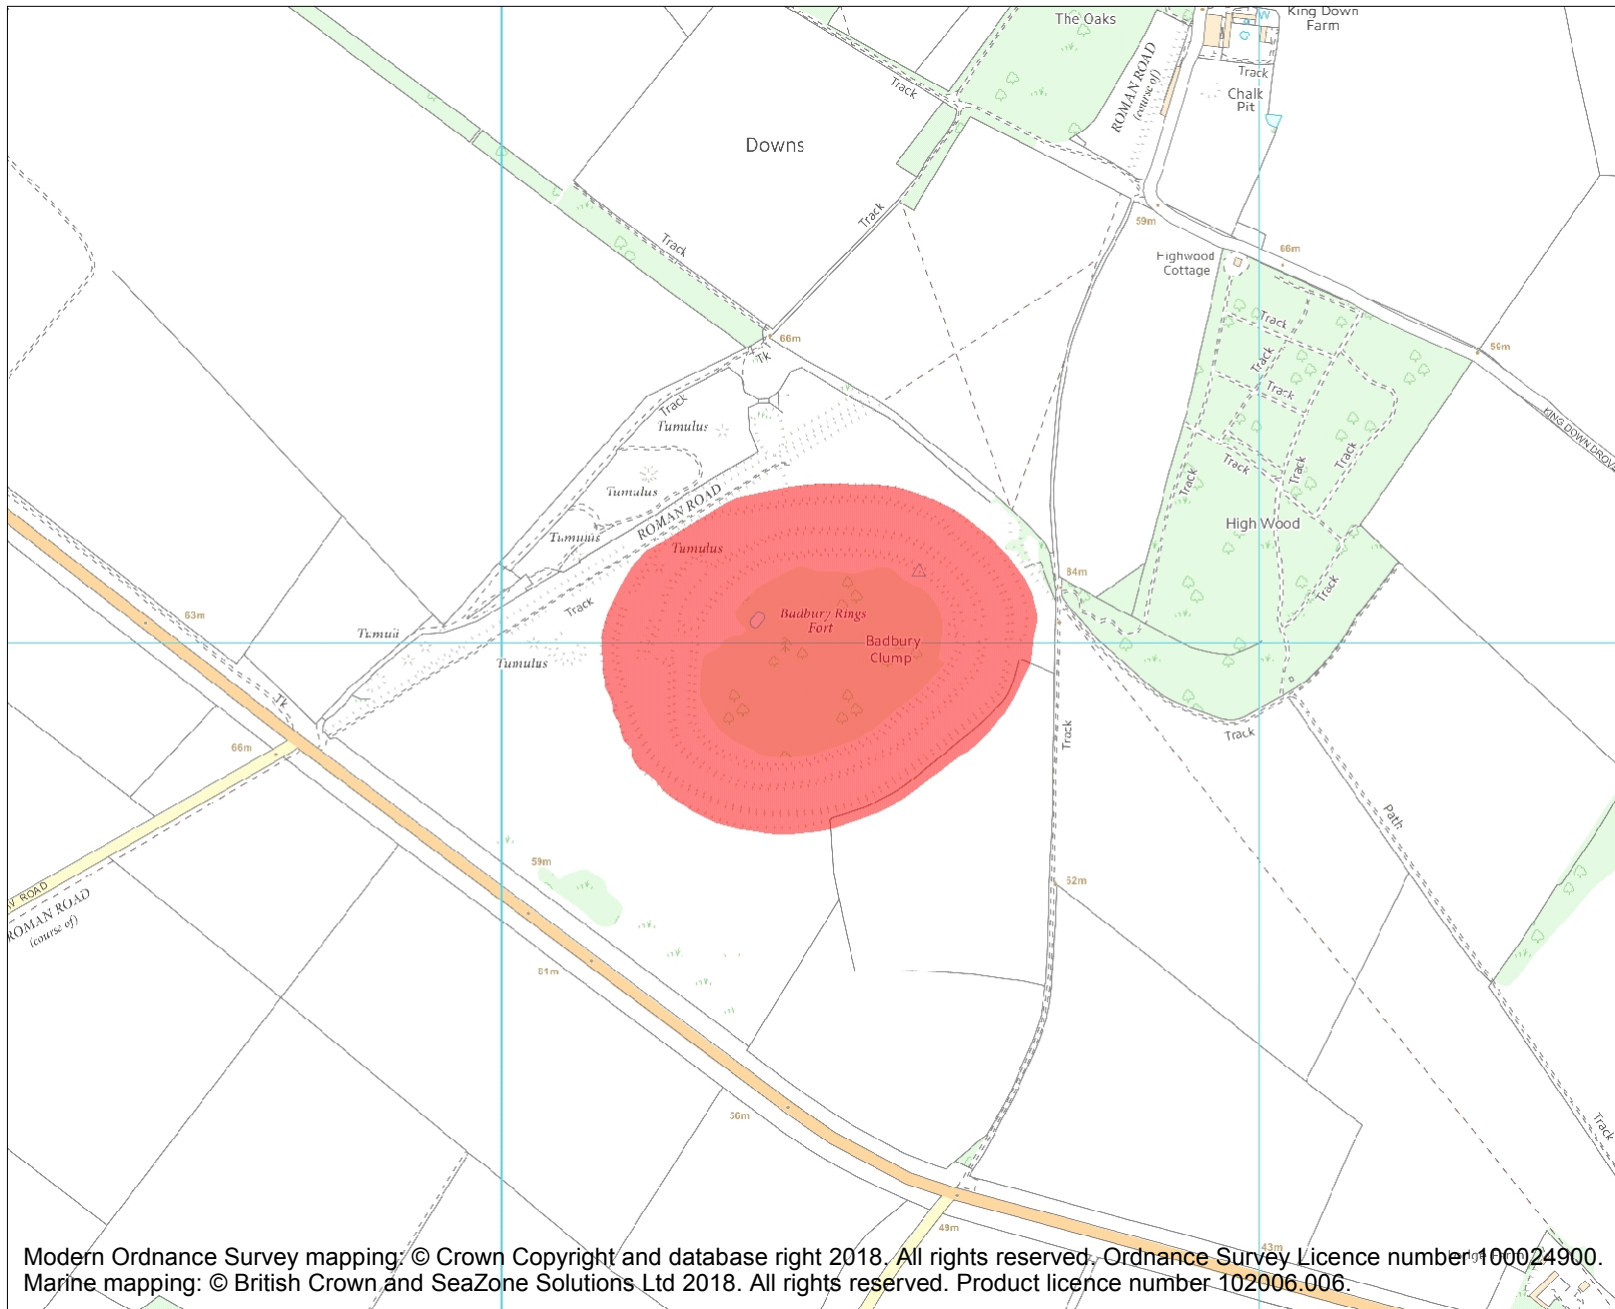 The Oaks
King Down
Farm
W
Track
Track
Chalk
Pit
ROMAN ROAD
(course of)
Downs
Track
Track
59m
66m
Highwood
Cottage
Track
66m
Tk
56m
Track
Track
Track
Track
Tumulus
KING DOWN DROV
Track
Track
Track
Track
Tumulus
ROMAN ROAD
High Wood
Tumulus
Tumulus
84m
Track
Track
63m
Badbury Rings
Fort
Tumuli
Badbury
Clump
Tumulus
Tk
Track
Track
66m
Path
59m
52m
ROAD
ROMAN ROAD
(course of)
61m
Track
49m
43m
Modern Ordnance Survey mapping: © Crown Copyright and database right 2018. All rights reserved. Ordnance Survey Licence number 100024900.
Marine mapping: © British Crown and SeaZone Solutions Ltd 2018. All rights reserved. Product licence number 102006.006.